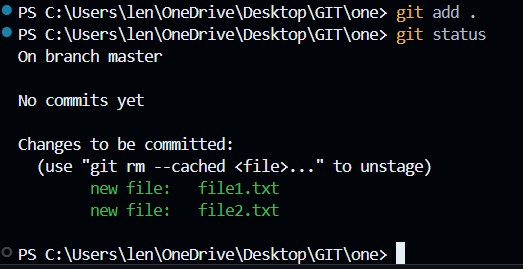 PS C:\Users\len\OneDrive\Desktop\GIT\one> git add .
PS C:\Users\len\OneDrive\Desktop\GIT\one> git status
On branch master
No commits yet
Changes to be committed:
  (use "git rm --cached <file>..." to unstage)
        new file:   file1.txt
        new file:   file2.txt
PS C:\Users\len\OneDrive\Desktop\GIT\one>